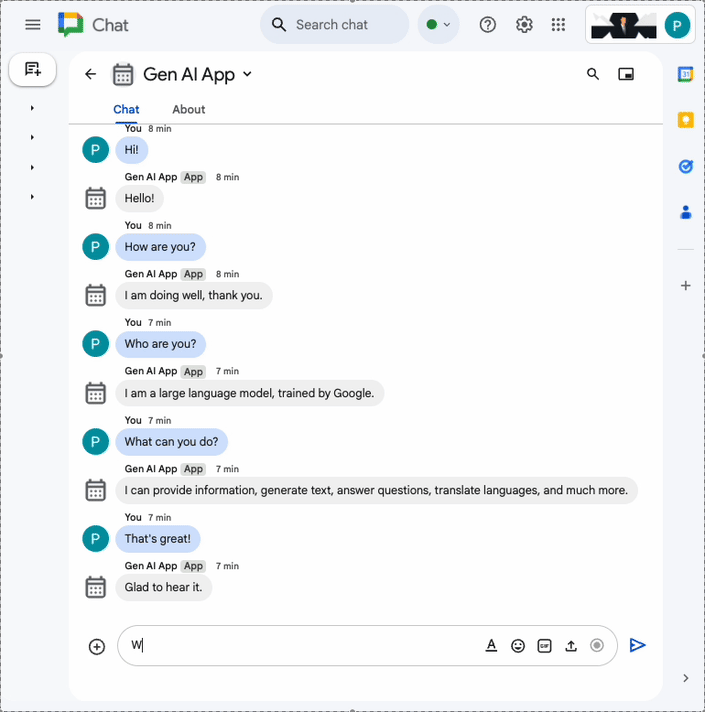 Chat
Search chat
P
Gen AI App
Chat
About
You 8 min
P
Hi!
Gen AI App App 8 min
Hello!
You 8 min
P
How are you?
Gen AI App App 8 min
I am doing well, thank you.
You 7 min
P
Who are you?
Gen AI App App 7 min
I am a large language model, trained by Google.
You 7 min
P
What can you do?
Gen AI App App 7 min
I can provide information, generate text, answer questions, translate languages, and much more.
You 7 min
P
That's great!
Gen AI App App 7 min
Glad to hear it.
W
A
GIF
31